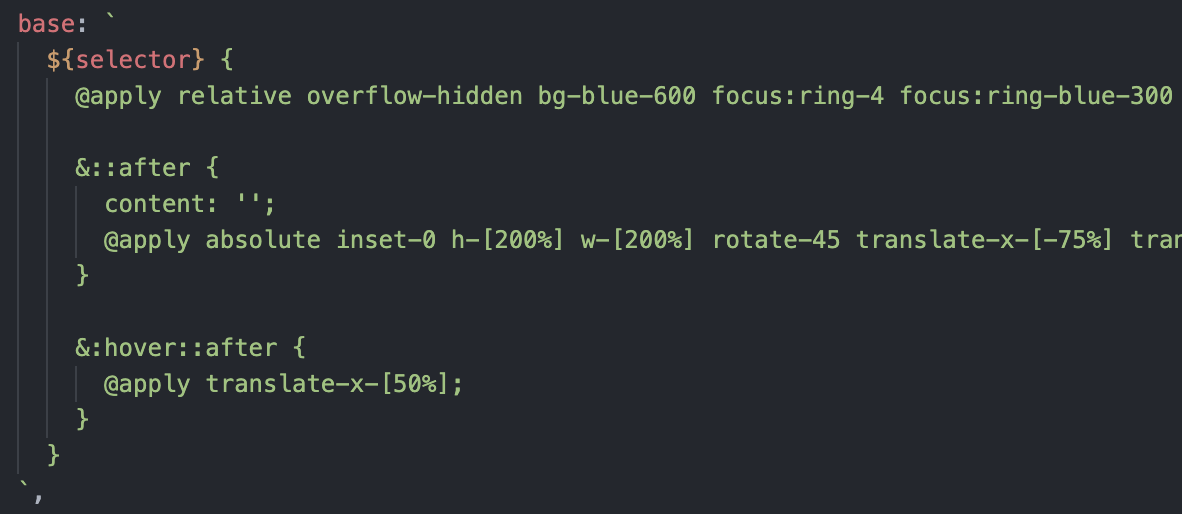 base: `
${selector} {
@apply relative overflow-hidden bg-blue-600 focus:ring-4 focus:ring-blue-300
&::after {
content: '';
@apply absolute inset-0 h-[200%] w-[200%] rotate-45 translate-x-[-75%]
}
&:hover::after {
@apply translate-x-[50%];
}
}
`,